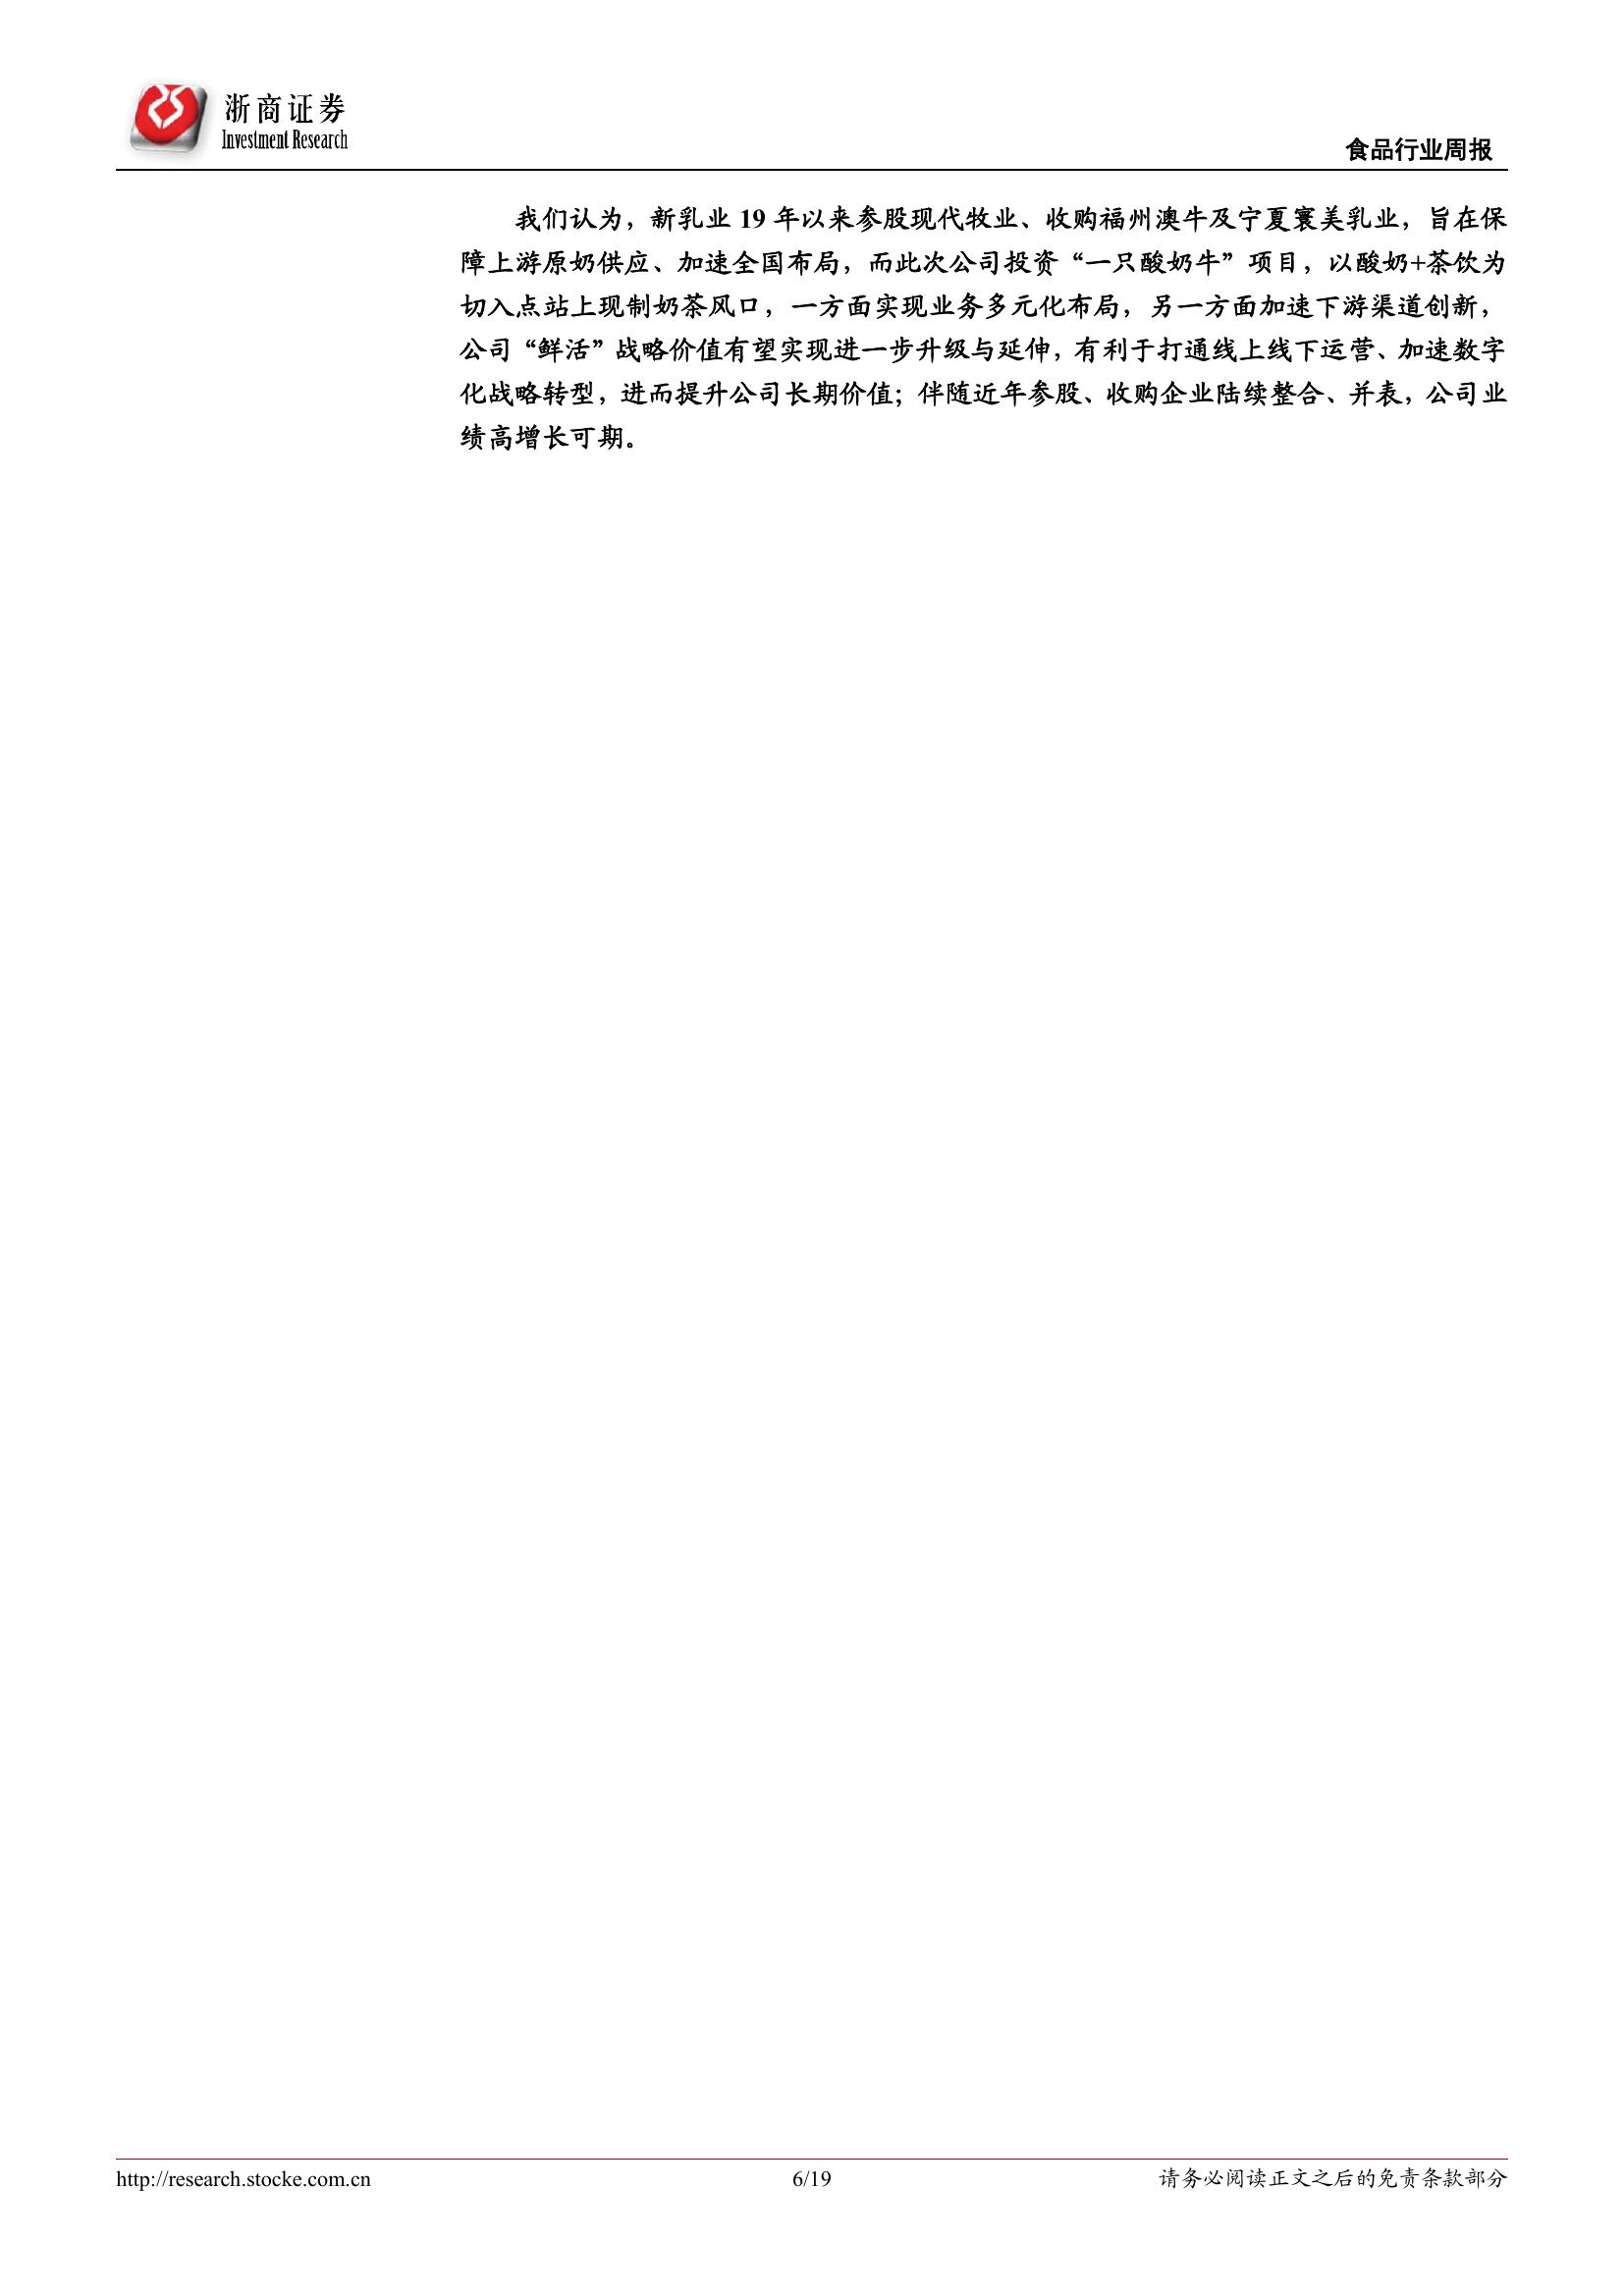 浙商证券
Investment Research
食品行业周报
我们认为，新乳业 19 年以来参股现代牧业、收购福州澳牛及宁夏寰美乳业，旨在保
障上游原奶供应、加速全国布局，而此次公司投资“一只酸奶牛”项目，以酸奶+茶饮为
切入点站上现制奶茶风口，一方面实现业务多元化布局，另一方面加速下游渠道创新，
公司“鲜活”战略价值有望实现进一步升级与延伸，有利于打通线上线下运营、加速数字
化战略转型，进而提升公司长期价值；伴随近年参股、收购企业陆续整合、并表，公司业
绩高增长可期。
http://research.stocke.com.cn
6/19
请务必阅读正文之后的免责条款部分